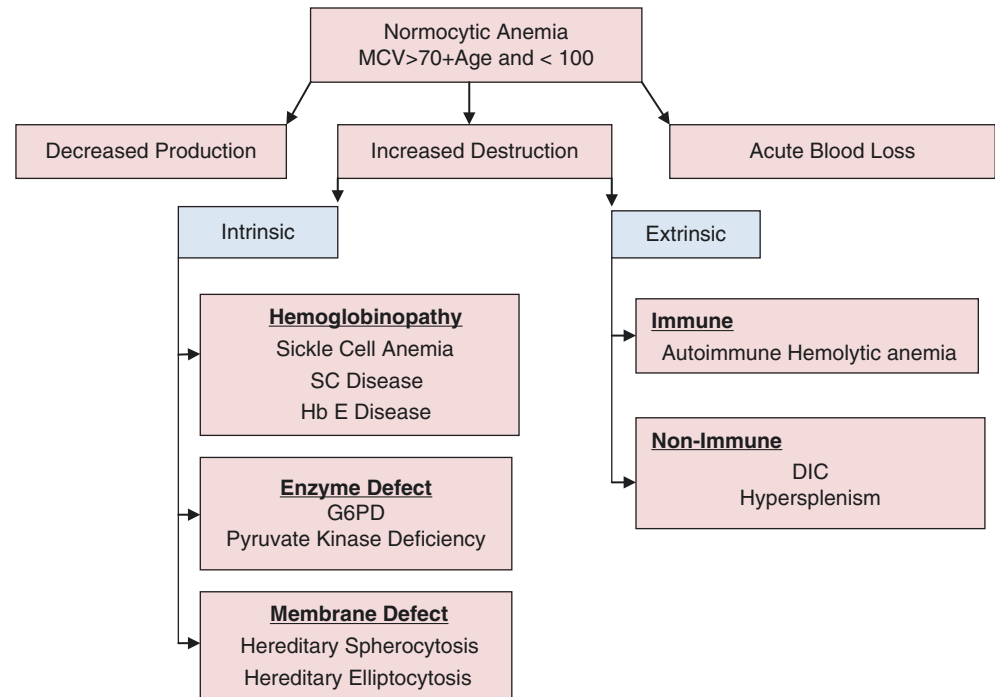 Normocytic Anemia
MCV>70+Age and < 100
Decreased Production
Increased Destruction
Acute Blood Loss
Intrinsic
Extrinsic
Hemoglobinopathy
Sickle Cell Anemia
SC Disease
Hb E Disease
Immune
Autoimmune Hemolytic anemia
Non-Immune
DIC
Hypersplenism
Enzyme Defect
G6PD
Pyruvate Kinase Deficiency
Membrane Defect
Hereditary Spherocytosis
Hereditary Elliptocytosis